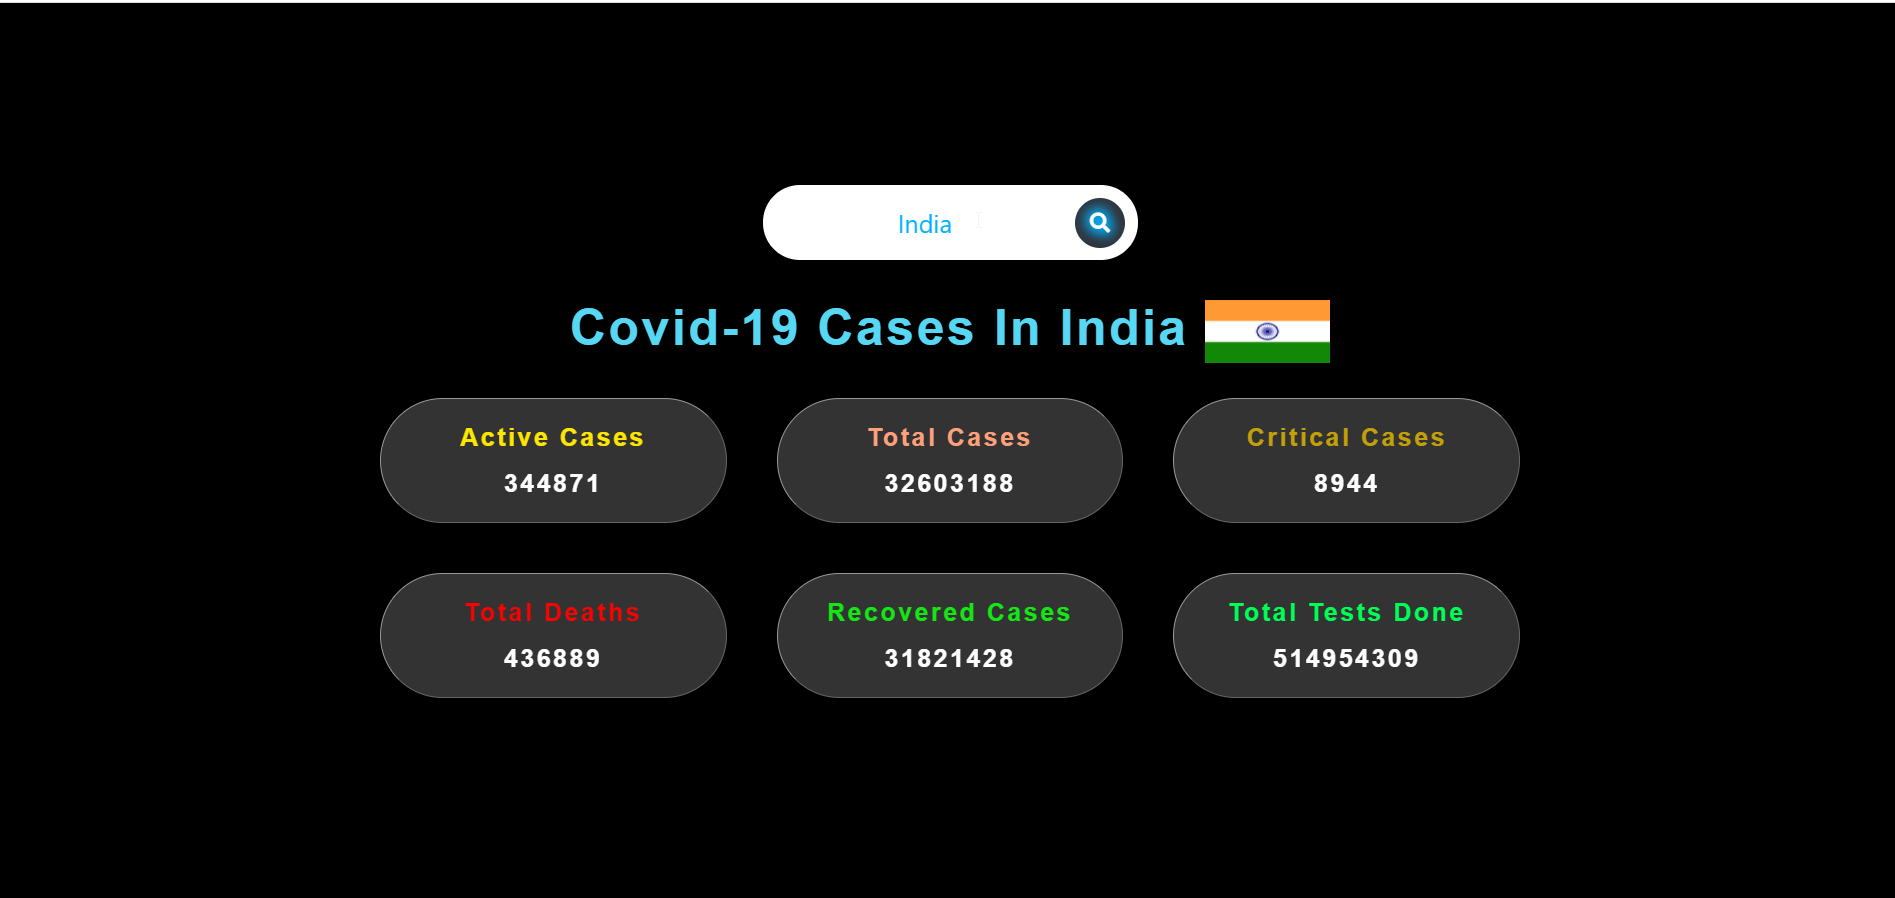 India
Covid-19 Cases In India
Active Cases
344871
Total Cases
32603188
Critical Cases
8944
Total Deaths
436889
Recovered Cases
31821428
Total Tests Done
514954309